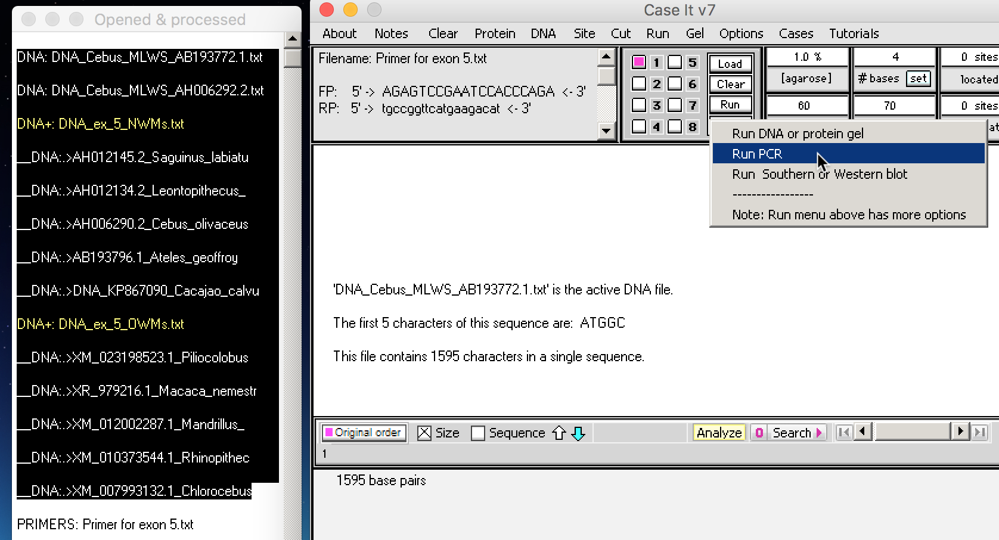 Opened & processed
DNA: DNA_Cebus_MLWS_AB193772.1.txt
DNA: DNA_Cebus_MLWS_AH006292.2.txt
DNA+: DNA_ex_5_NWMs.txt
__DNA:.>AH012145.2_Saguinus_labiatu
__DNA:.>AH012134.2_Leontopithecus_
__DNA:.>AH006290.2_Cebus_olivaceus
__DNA:.>AB193796.1_Ateles_geoffroy
__DNA:.>DNA_KP867090_Cacajao_calvu
DNA+: DNA_ex_5_OWMs.txt
__DNA:.>XM_023198523.1_Piliocolobus
__DNA:.>XR_979216.1_Macaca_nemestr
__DNA:.>XM_012002287.1_Mandrillus_
__DNA:.>XM_010373544.1_Rhinopithec
__DNA:.>XM_007993132.1_Chlorocebus
PRIMERS: Primer for exon 5.txt
Case It v7
About Notes Clear Protein DNA Site Cut Run Gel Options Cases Tutorials
Filename: Primer for exon 5.txt
FP: 5'-> AGAGTCCGAATCCACCCAGA <-3'
RP: 5'-> tgccggttcatgaagacat <-3'
1 5 Load
2 6 Clear
3 7 Run
4 8
1.0 % 4 0 sites
[agarose] # bases set located
60 70 0 sites
at
Run DNA or protein gel
Run PCR
Run Southern or Western blot
-----------------
Note: Run menu above has more options
'DNA_Cebus_MLWS_AB193772.1.txt' is the active DNA file.
The first 5 characters of this sequence are: ATGGC
This file contains 1595 characters in a single sequence.
Original order Size Sequence Analyze 0 Search
1
1595 base pairs